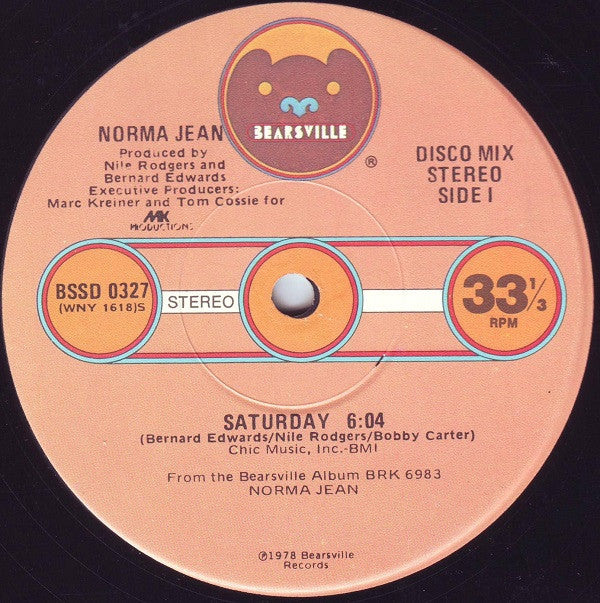 BEARSVILLE
®
NORMA JEAN
Produced by
Nile Rodgers and
Bernard Edwards
Executive Producers:
Marc Kreiner and Tom Cossie for
MK
PRODUCTIONS
DISCO MIX
STEREO
SIDE I
BSSD 0327
(WNY 1618)S
STEREO
33 1/3
RPM
SATURDAY 6:04
(Bernard Edwards/Nile Rodgers/Bobby Carter)
Chic Music, Inc.-BMI
From the Bearsville Album BRK 6983
NORMA JEAN
℗1978 Bearsville
Records